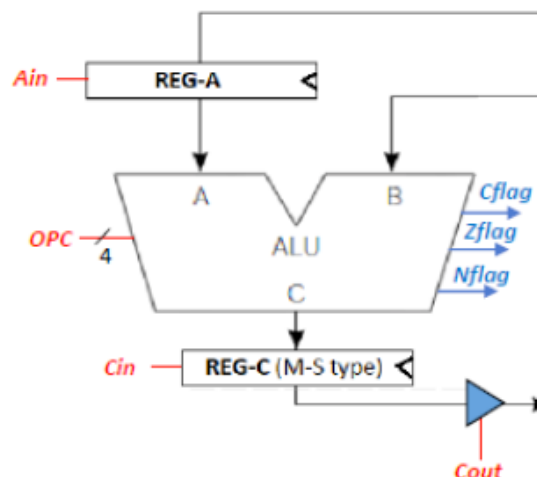 Ain
REG-A
A
B
Cflag
OPC
4
ALU
Zflag
Nflag
C
Cin
REG-C (M-S type)
Cout